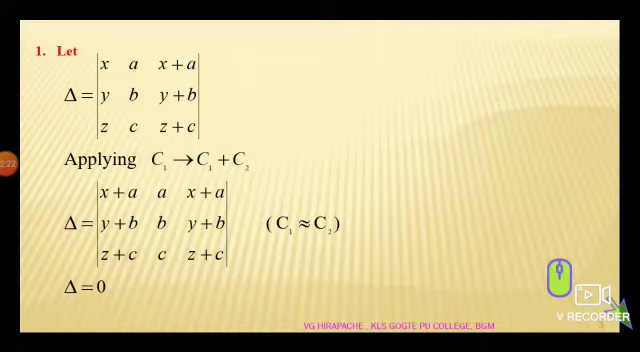 1. Let
Δ = |x a x + a|
|y b y + b|
|z c z + c|
2:22
Applying C₁ → C₁ + C₂
Δ = |x + a a x + a|
|y + b b y + b| ( C₁ ≈ C₂ )
|z + c c z + c|
Δ = 0
V RECORDER
VG HIRAPACHE , KLS GOGTE PU COLLEGE, BGM
3